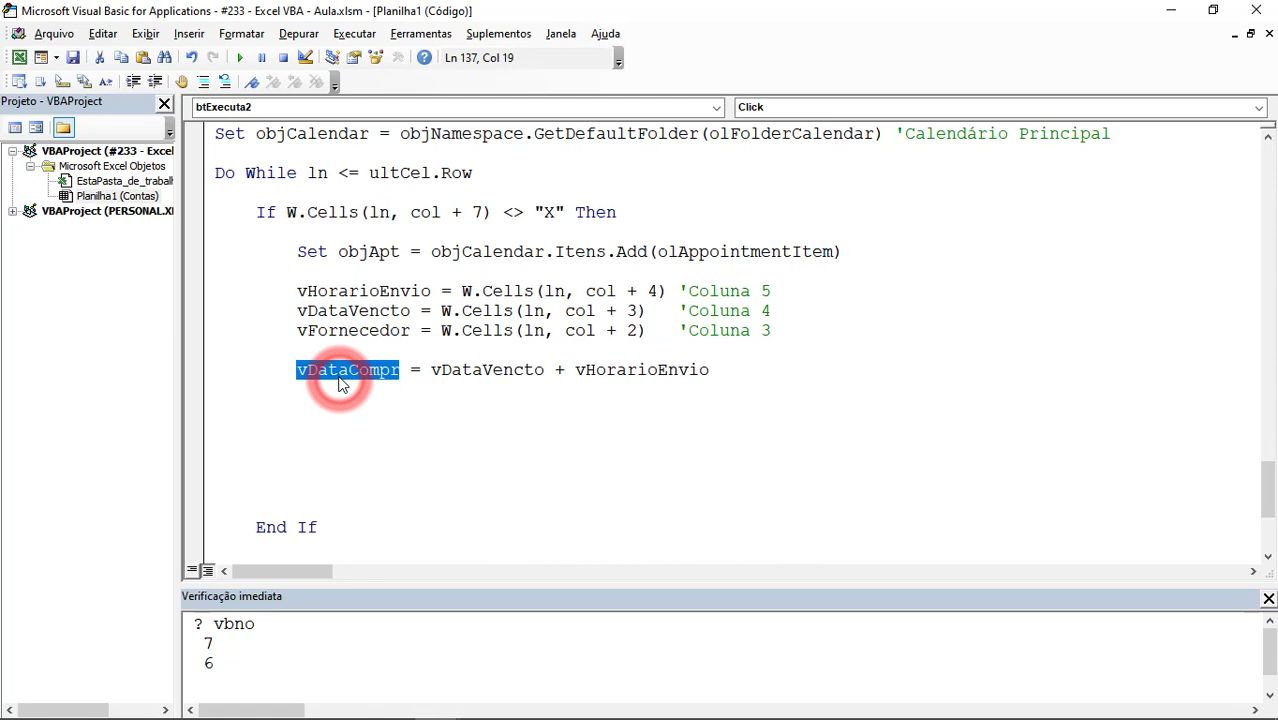 Microsoft Visual Basic for Applications - #233 - Excel VBA - Aula.xlsm - [Planilha1 (Código)]
Arquivo Editar Exibir Inserir Formatar Depurar Executar Ferramentas Suplementos Janela Ajuda
Ln 137, Col 19
Projeto - VBAProject
btExecuta2
Click
VBAProject (#233 - Excel
Microsoft Excel Objetos
EstaPasta_de_trabalh
Planilha1 (Contas)
VBAProject (PERSONAL.X
Set objCalendar = objNamespace.GetDefaultFolder(olFolderCalendar) 'Calendário Principal
Do While ln <= ultCel.Row
If W.Cells(ln, col + 7) <> "X" Then
Set objApt = objCalendar.Itens.Add(olAppointmentItem)
vHorarioEnvio = W.Cells(ln, col + 4) 'Coluna 5
vDataVencto = W.Cells(ln, col + 3) 'Coluna 4
vFornecedor = W.Cells(ln, col + 2) 'Coluna 3
vDataCompr = vDataVencto + vHorarioEnvio
End If
Verificação imediata
? vbno
7
6